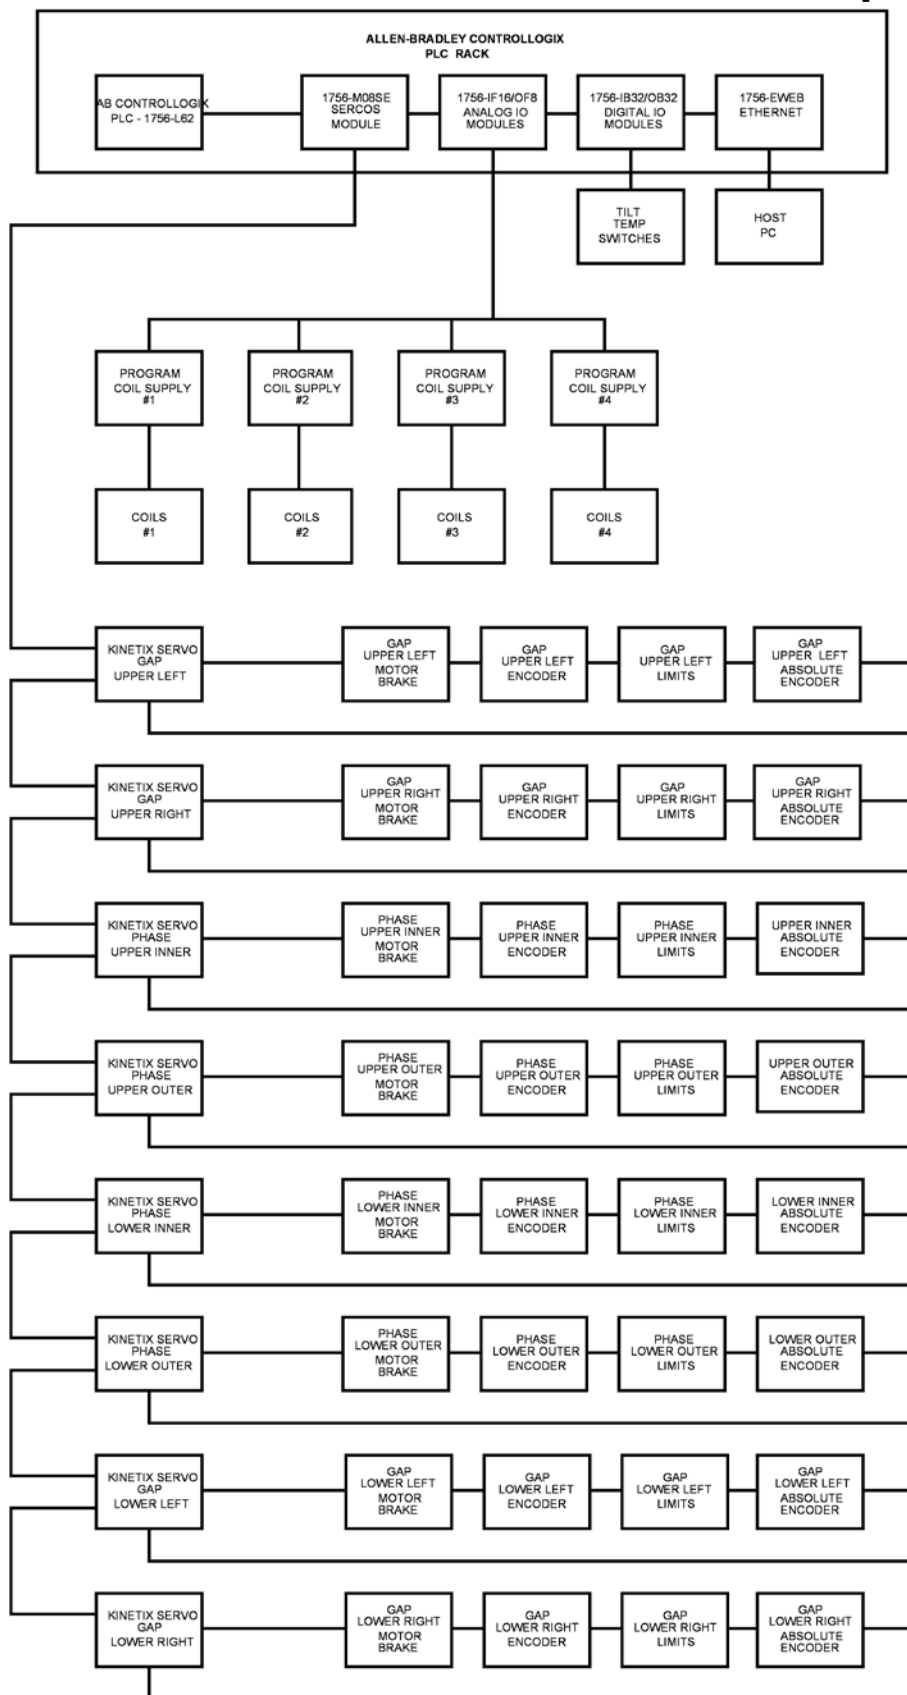 ALLEN-BRADLEY CONTROLLOGIX
PLC RACK
AB CONTROLLOGIX
PLC - 1756-L62
1756-M08SE
SERCOS
MODULE
1756-IF16/OF8
ANALOG IO
MODULES
1756-IB32/OB32
DIGITAL IO
MODULES
1756-EWEB
ETHERNET
TILT
TEMP
SWITCHES
HOST
PC
PROGRAM
COIL SUPPLY
#1
PROGRAM
COIL SUPPLY
#2
PROGRAM
COIL SUPPLY
#3
PROGRAM
COIL SUPPLY
#4
COILS
#1
COILS
#2
COILS
#3
COILS
#4
KINETIX SERVO
GAP
UPPER LEFT
GAP
UPPER LEFT
MOTOR
BRAKE
GAP
UPPER LEFT
ENCODER
GAP
UPPER LEFT
LIMITS
GAP
UPPER LEFT
ABSOLUTE
ENCODER
KINETIX SERVO
GAP
UPPER RIGHT
GAP
UPPER RIGHT
MOTOR
BRAKE
GAP
UPPER RIGHT
ENCODER
GAP
UPPER RIGHT
LIMITS
GAP
UPPER RIGHT
ABSOLUTE
ENCODER
KINETIX SERVO
PHASE
UPPER INNER
PHASE
UPPER INNER
MOTOR
BRAKE
PHASE
UPPER INNER
ENCODER
PHASE
UPPER INNER
LIMITS
UPPER INNER
ABSOLUTE
ENCODER
KINETIX SERVO
PHASE
UPPER OUTER
PHASE
UPPER OUTER
MOTOR
BRAKE
PHASE
UPPER OUTER
ENCODER
PHASE
UPPER OUTER
LIMITS
UPPER OUTER
ABSOLUTE
ENCODER
KINETIX SERVO
PHASE
LOWER INNER
PHASE
LOWER INNER
MOTOR
BRAKE
PHASE
LOWER INNER
ENCODER
PHASE
LOWER INNER
LIMITS
LOWER INNER
ABSOLUTE
ENCODER
KINETIX SERVO
PHASE
LOWER OUTER
PHASE
LOWER OUTER
MOTOR
BRAKE
PHASE
LOWER OUTER
ENCODER
PHASE
LOWER OUTER
LIMITS
LOWER OUTER
ABSOLUTE
ENCODER
KINETIX SERVO
GAP
LOWER LEFT
GAP
LOWER LEFT
MOTOR
BRAKE
GAP
LOWER LEFT
ENCODER
GAP
LOWER LEFT
LIMITS
GAP
LOWER LEFT
ABSOLUTE
ENCODER
KINETIX SERVO
GAP
LOWER RIGHT
GAP
LOWER RIGHT
MOTOR
BRAKE
GAP
LOWER RIGHT
ENCODER
GAP
LOWER RIGHT
LIMITS
GAP
LOWER RIGHT
ABSOLUTE
ENCODER